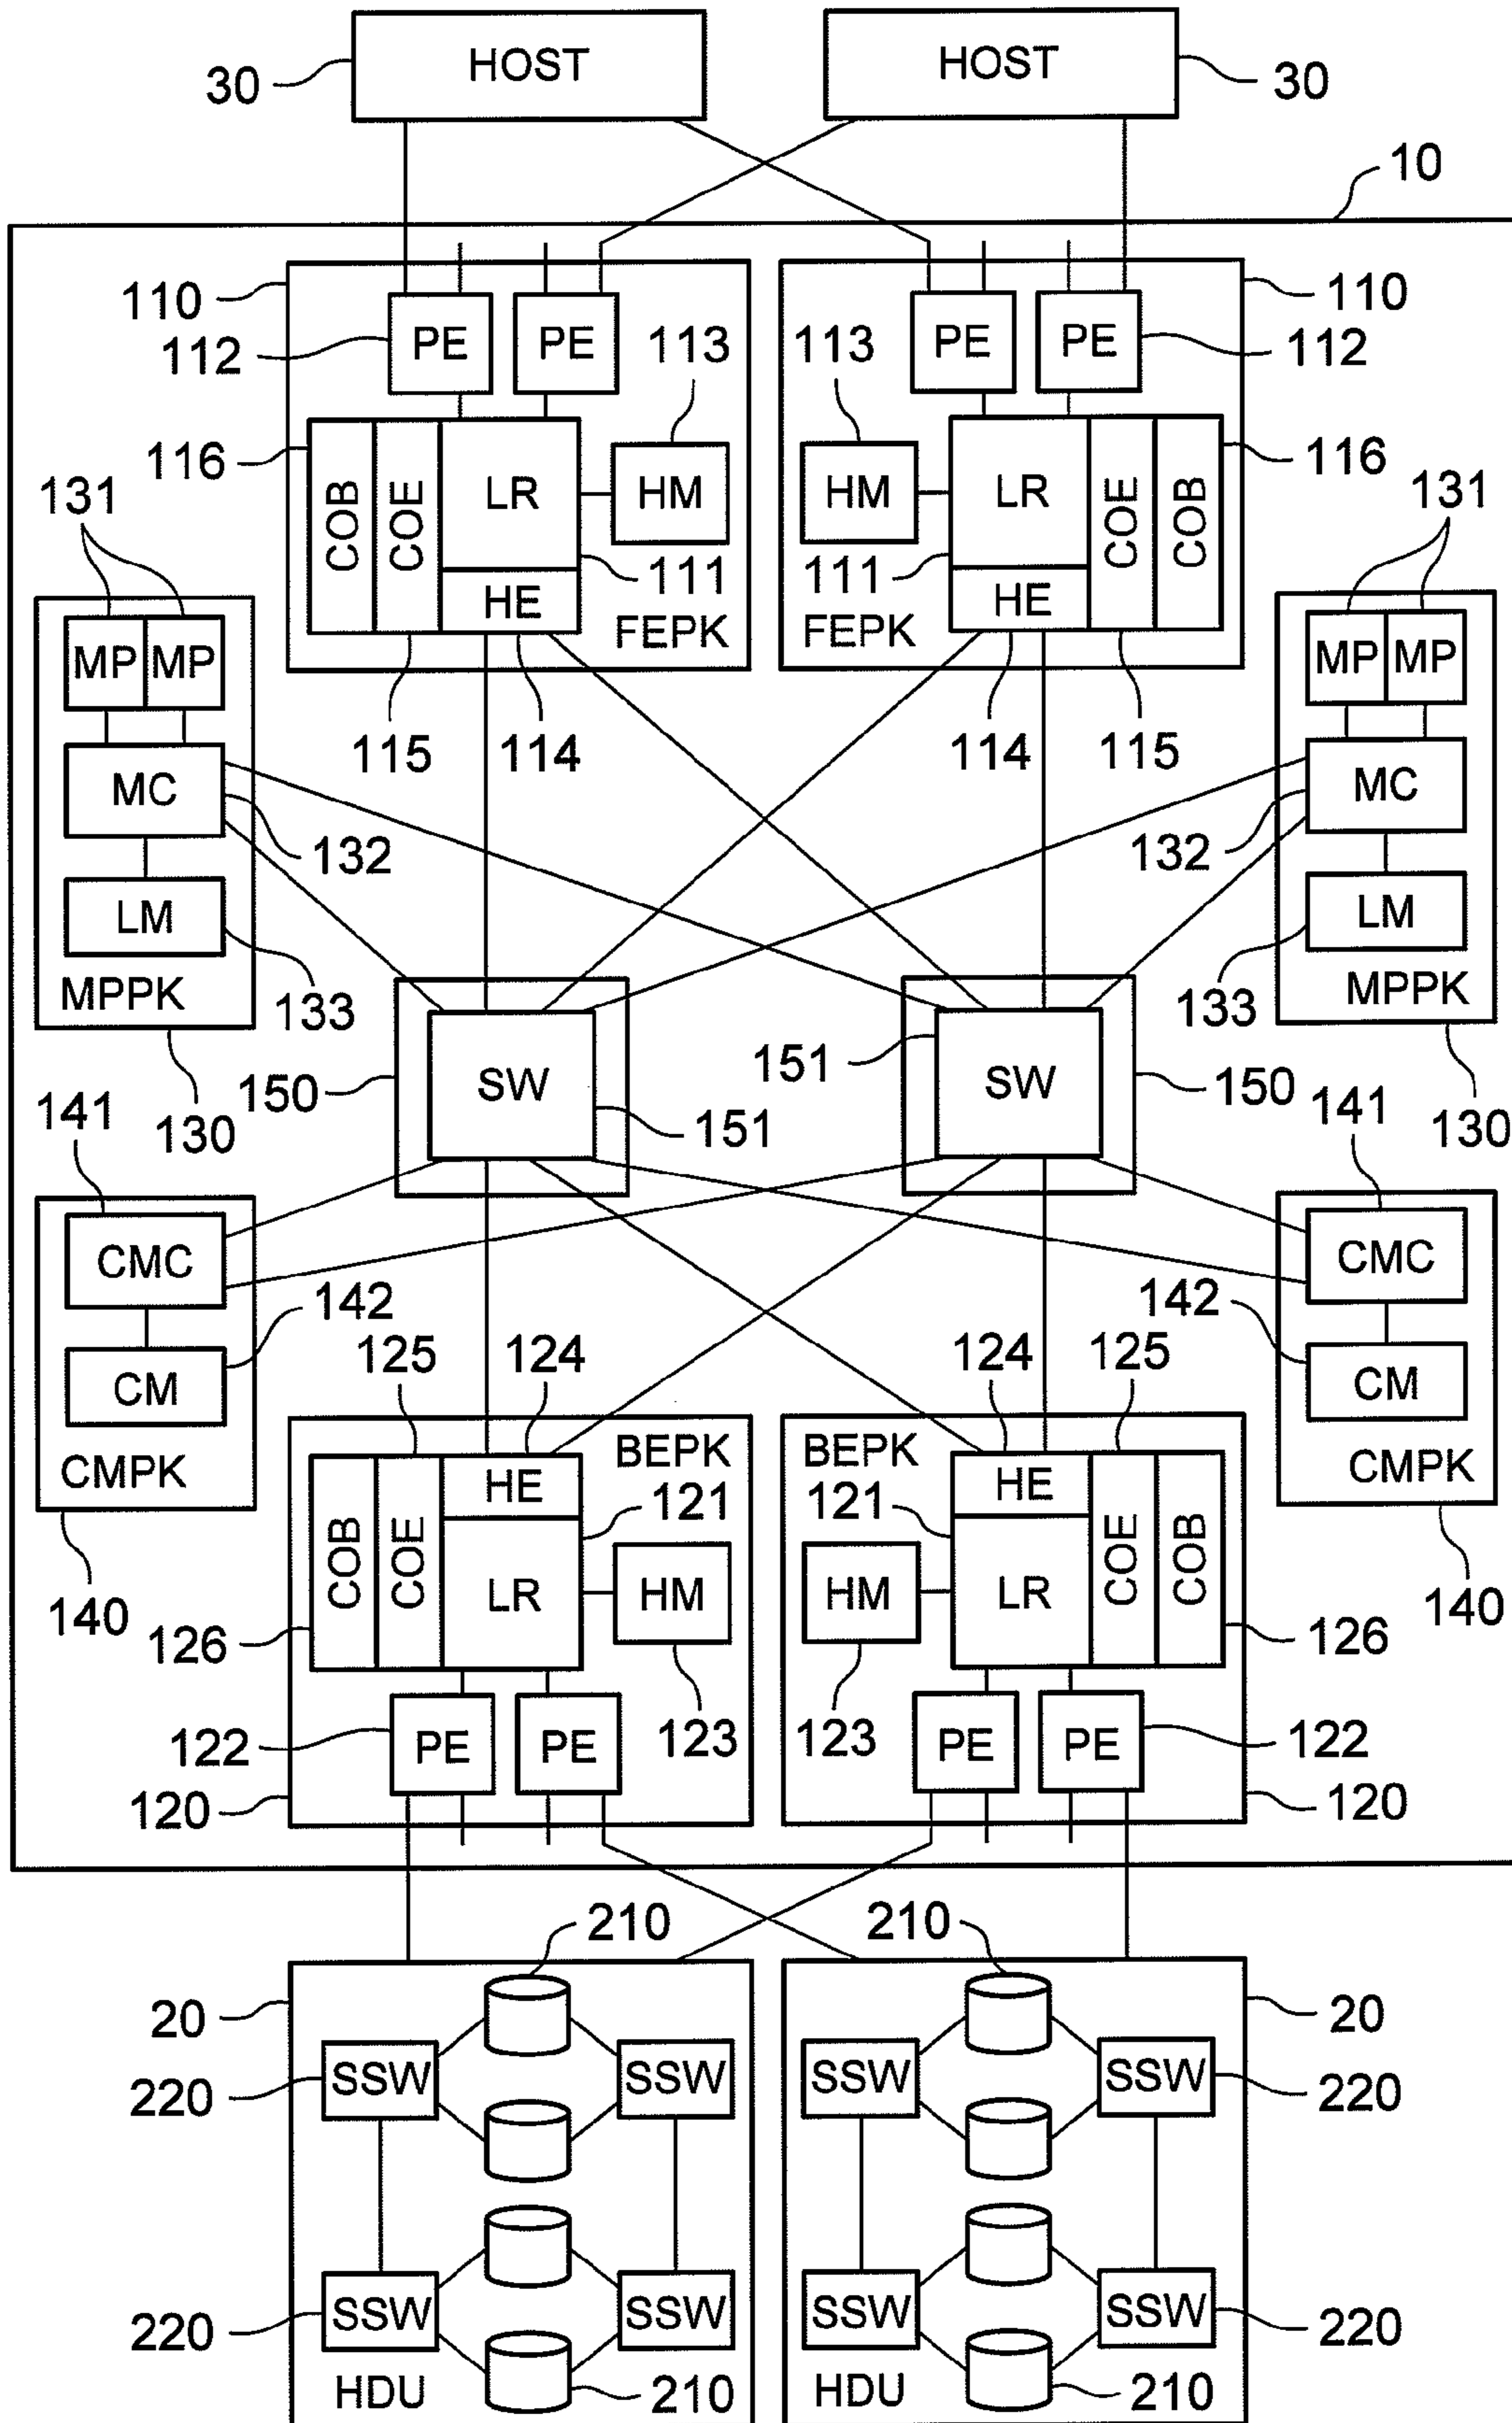 HOST
HOST
30
30
10
110
110
PE
PE
PE
PE
112
113
113
112
116
116
COB
COE
LR
HM
HM
LR
COE
COB
131
131
111
111
HE
HE
FEPK
FEPK
MP
MP
MP
MP
115
114
114
115
MC
MC
132
132
LM
LM
MPPK
133
133
MPPK
SW
151
SW
150
150
141
130
151
141
130
CMC
CMC
142
142
125
124
124
125
CM
CM
CMPK
BEPK
BEPK
CMPK
HE
HE
121
121
COB
COE
LR
HM
HM
LR
COE
COB
140
126
126
140
122
PE
PE
123
123
PE
PE
122
120
120
210
210
20
20
SSW
SSW
SSW
SSW
220
220
SSW
SSW
SSW
SSW
220
220
HDU
210
HDU
210